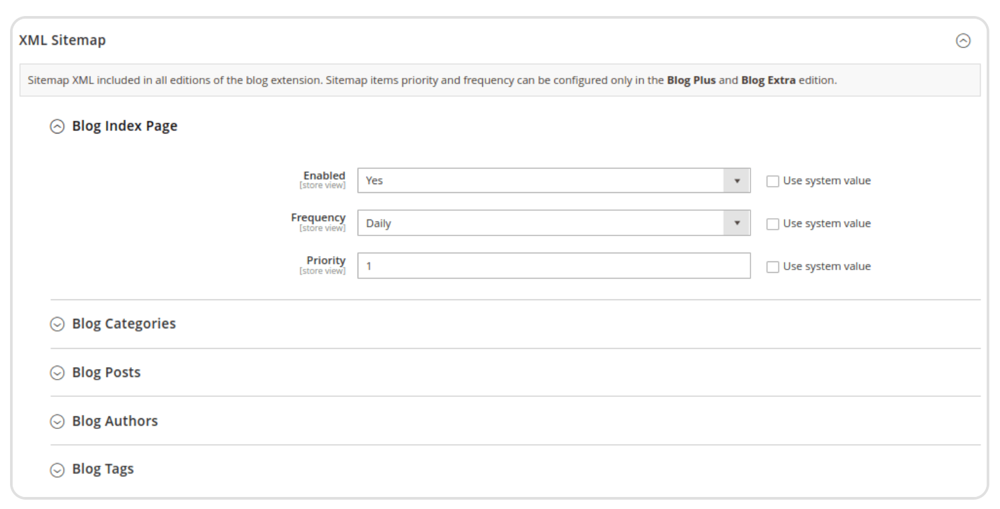 XML Sitemap
Sitemap XML included in all editions of the blog extension. Sitemap items priority and frequency can be configured only in the Blog Plus and Blog Extra edition.
Blog Index Page
Enabled
[store view]
Yes
Use system value
Frequency
[store view]
Daily
Use system value
Priority
[store view]
1
Use system value
Blog Categories
Blog Posts
Blog Authors
Blog Tags